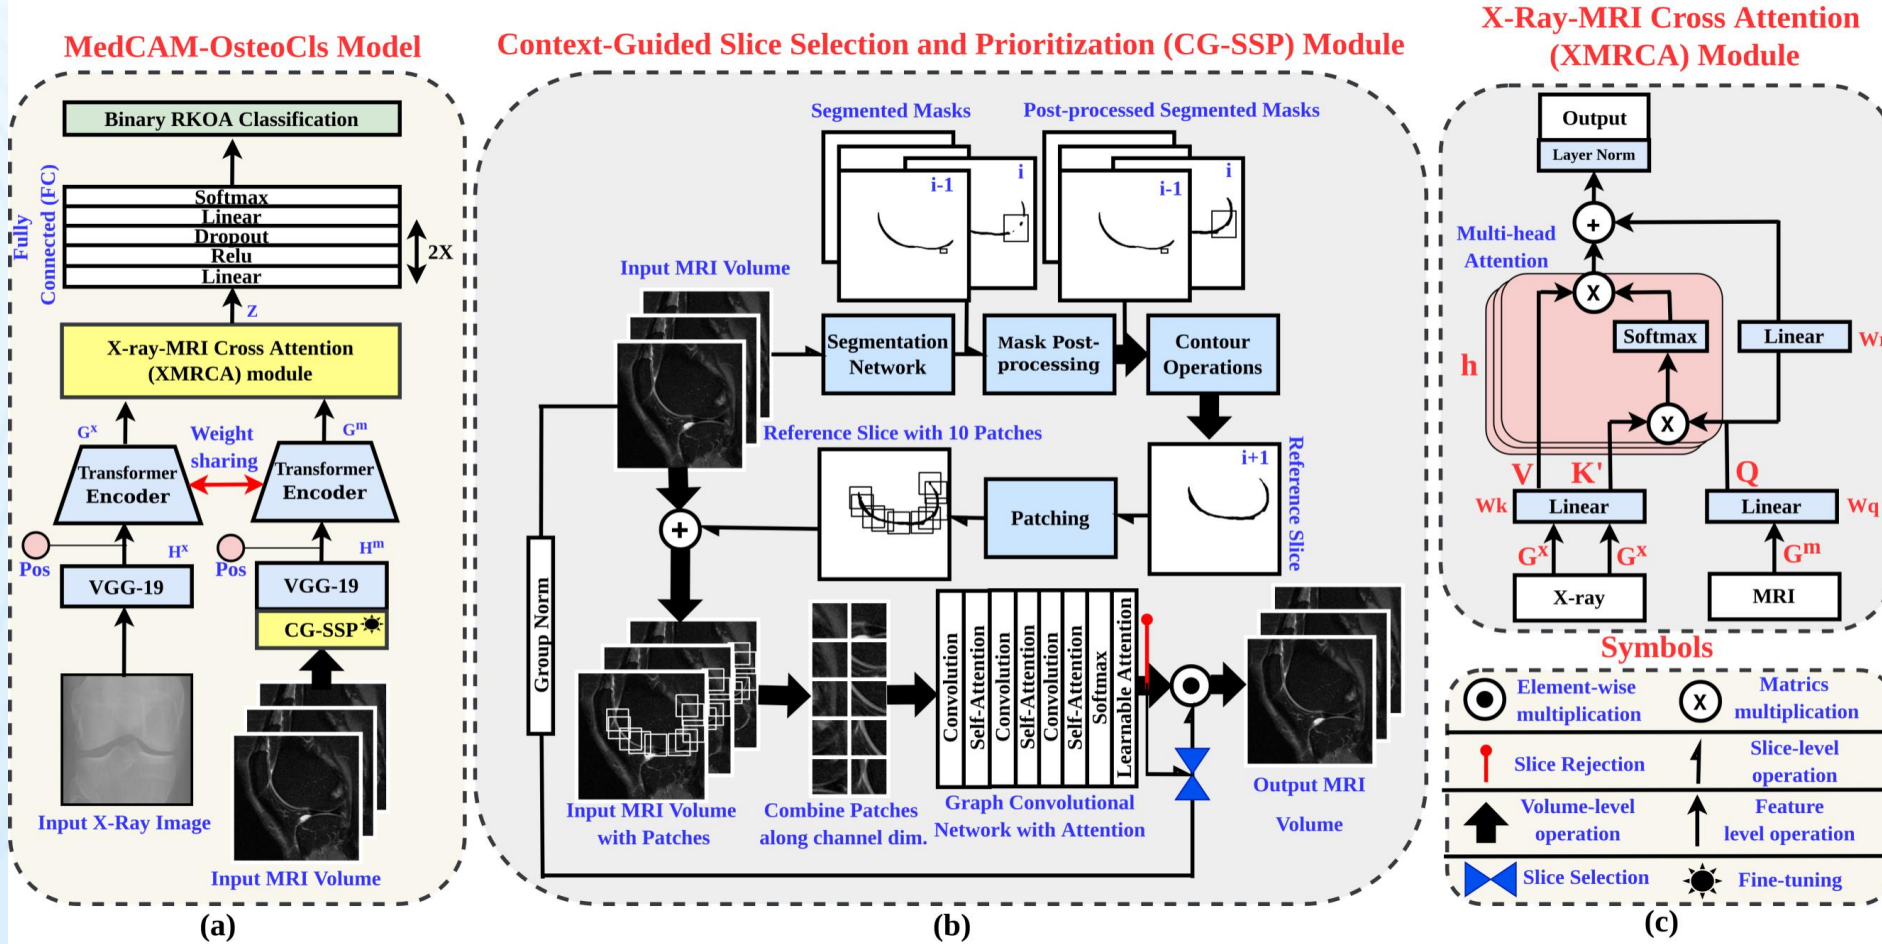 MedCAM-OsteoCls Model
Binary RKOA Classification
Fully
Connected (FC)
Softmax
Linear
Dropout
Relu
Linear
2X
Z
X-ray-MRI Cross Attention
(XMRCA) module
Gx
Weight
sharing
Gm
Transformer
Encoder
Transformer
Encoder
Hx
Hm
Pos
Pos
VGG-19
VGG-19
CG-SSP
Input X-Ray Image
Input MRI Volume
(a)
Context-Guided Slice Selection and Prioritization (CG-SSP) Module
Segmented Masks
Post-processed Segmented Masks
i-1
i
i-1
i
Input MRI Volume
Segmentation
Network
Mask Post-
processing
Contour
Operations
Reference Slice with 10 Patches
i+1
Reference Slice
Patching
+
Group Norm
Convolution
Self-Attention
Convolution
Self-Attention
Convolution
Self-Attention
Softmax
Learnable Attention
Input MRI Volume
with Patches
Combine Patches
along channel dim.
Graph Convolutional
Network with Attention
Output MRI
Volume
(b)
X-Ray-MRI Cross Attention
(XMRCA) Module
Output
Layer Norm
+
Multi-head
Attention
X
Softmax
Linear
h
X
V
K'
Q
Wk
Linear
Linear
Wq
Gx
Gx
Gm
X-ray
MRI
Symbols
Element-wise
multiplication
X
Matrics
multiplication
Slice Rejection
Slice-level
operation
Volume-level
operation
Feature
level operation
Slice Selection
Fine-tuning
(c)